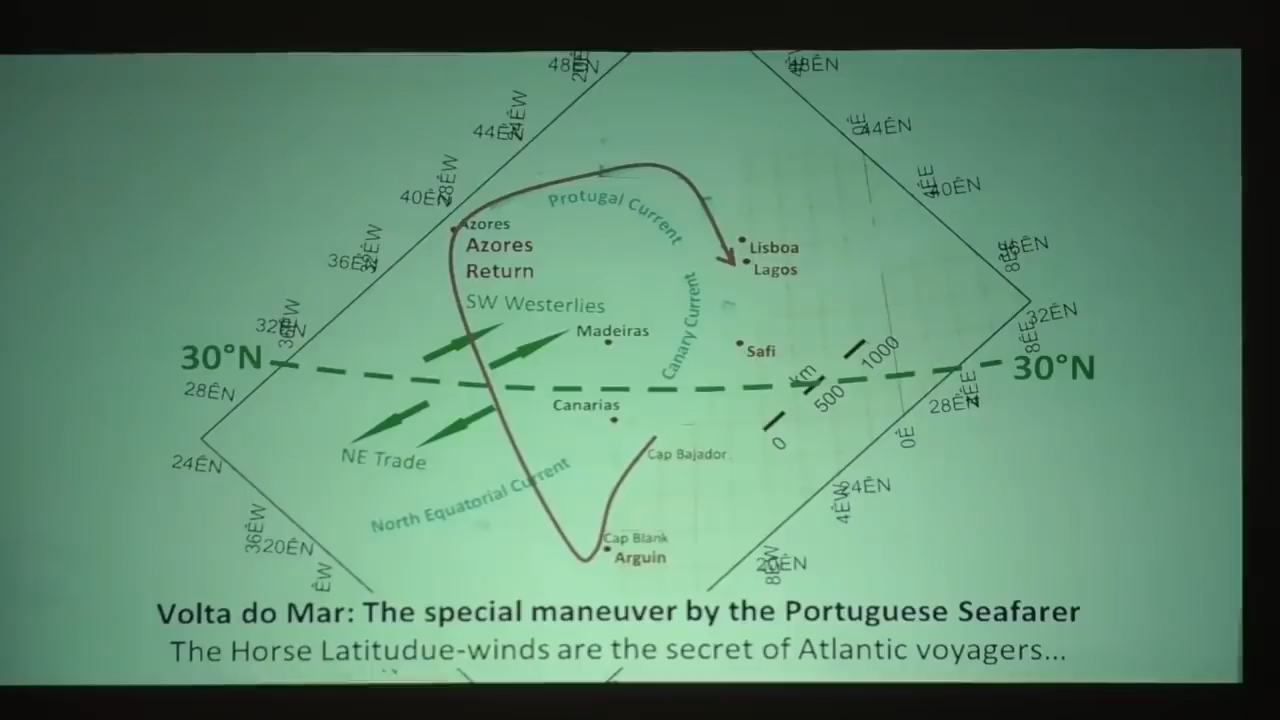 48ÊN
48ÊN
24ÊW
44ÊN
0Ê
44ÊN
28ÊW
40ÊN
4ÊE
40ÊN
Protugal Current
Azores
Azores
Return
Lisboa
Lagos
32ÊW
36ÊN
36ÊN
8ÊE
SW Westerlies
Canary Current
Madeiras
Safi
32ÊN
36ÊW
32ÊN
8ÊE
30°N
30°N
km
0
500
1000
28ÊN
28ÊN
Canarias
0Ê
NE Trade
Cap Bajador
24ÊN
24ÊN
4ÊW
North Equatorial Current
36ÊW
20ÊN
Cap Blank
Arguin
20ÊN
8ÊW
ÊW
Volta do Mar: The special maneuver by the Portuguese Seafarer
The Horse Latitudue-winds are the secret of Atlantic voyagers...